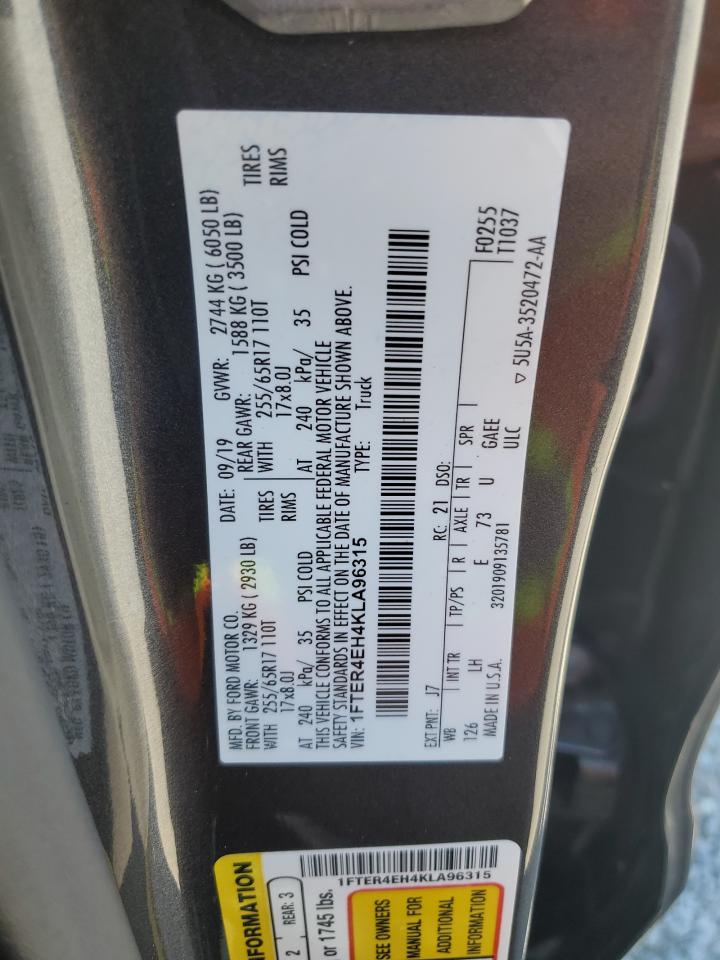 MFD. BY FORD MOTOR CO.
DATE: 09/19 GVWR: 2744 KG ( 6050 LB)
FRONT GAWR: 1329 KG ( 2930 LB) REAR GAWR: 1588 KG ( 3500 LB)
WITH 255/65R17 110T TIRES WITH 255/65R17 110T TIRES
17x8.0J RIMS 17x8.0J RIMS
AT 240 kPa/ 35 PSI COLD AT 240 kPa/ 35 PSI COLD
THIS VEHICLE CONFORMS TO ALL APPLICABLE FEDERAL MOTOR VEHICLE
SAFETY STANDARDS IN EFFECT ON THE DATE OF MANUFACTURE SHOWN ABOVE.
VIN: 1FTER4EH4KLA96315 TYPE: Truck
EXT PNT: J7 RC: 21 DSO: F0255
T1037
WB INT TR TP/PS R AXLE TR SPR
126 LH E 73 U GAEE
ULC
MADE IN U.S.A. 3201909135781
▽ 5U5A-3520472-AA
1FTER4EH4KLA96315
INFORMATION
2 REAR: 3
or 1745 lbs.
SEE OWNERS
MANUAL FOR
ADDITIONAL
INFORMATION